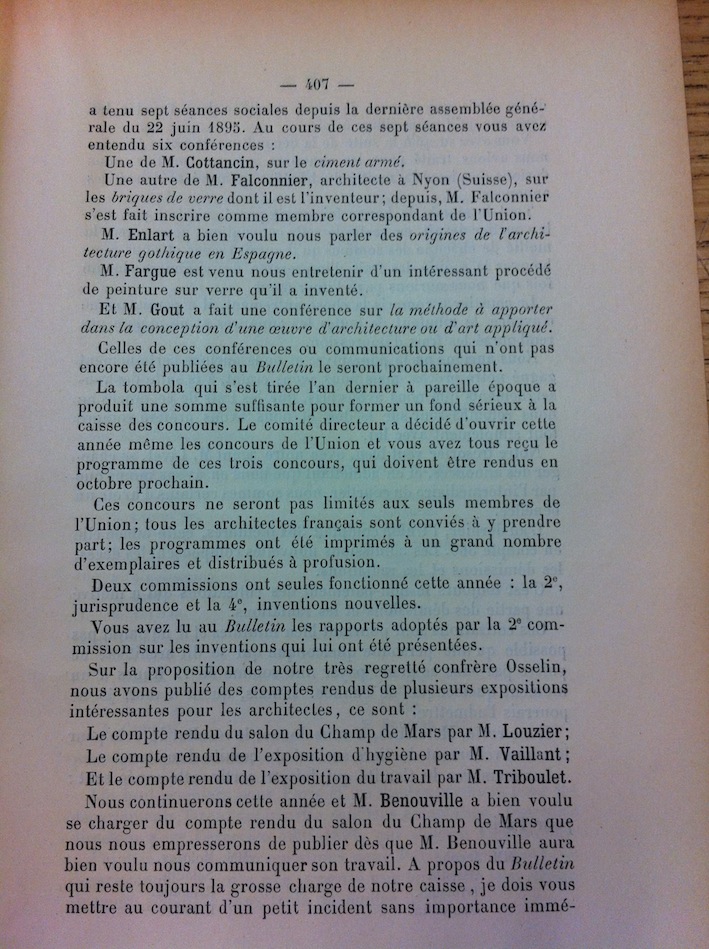 — 407 —
a tenu sept séances sociales depuis la dernière assemblée géné-
rale du 22 juin 1895. Au cours de ces sept séances vous avez
entendu six conférences :
Une de M. Cottancin, sur le ciment armé.
Une autre de M. Falconnier, architecte à Nyon (Suisse), sur
les briques de verre dont il est l'inventeur; depuis, M. Falconnier
s'est fait inscrire comme membre correspondant de l'Union.
M. Enlart a bien voulu nous parler des origines de l'archi-
tecture gothique en Espagne.
M. Fargue est venu nous entretenir d'un intéressant procédé
de peinture sur verre qu'il a inventé.
Et M. Gout a fait une conférence sur la méthode à apporter
dans la conception d'une œuvre d'architecture ou d'art appliqué.
Celles de ces conférences ou communications qui n'ont pas
encore été publiées au Bulletin le seront prochainement.
La tombola qui s'est tirée l'an dernier à pareille époque a
produit une somme suffisante pour former un fond sérieux à la
caisse des concours. Le comité directeur a décidé d'ouvrir cette
année même les concours de l'Union et vous avez tous reçu le
programme de ces trois concours, qui doivent être rendus en
octobre prochain.
Ces concours ne seront pas limités aux seuls membres de
l'Union; tous les architectes français sont conviés à y prendre
part; les programmes ont été imprimés à un grand nombre
d'exemplaires et distribués à profusion.
Deux commissions ont seules fonctionné cette année : la 2e,
jurisprudence et la 4e, inventions nouvelles.
Vous avez lu au Bulletin les rapports adoptés par la 2e com-
mission sur les inventions qui lui ont été présentées.
Sur la proposition de notre très regretté confrère Osselin,
nous avons publié des comptes rendus de plusieurs expositions
intéressantes pour les architectes, ce sont :
Le compte rendu du salon du Champ de Mars par M. Louzier;
Le compte rendu de l'exposition d'hygiène par M. Vaillant;
Et le compte rendu de l'exposition du travail par M. Triboulet.
Nous continuerons cette année et M. Benouville a bien voulu
se charger du compte rendu du salon du Champ de Mars que
nous nous empresserons de publier dès que M. Benouville aura
bien voulu nous communiquer son travail. A propos du Bulletin
qui reste toujours la grosse charge de notre caisse, je dois vous
mettre au courant d'un petit incident sans importance immé-